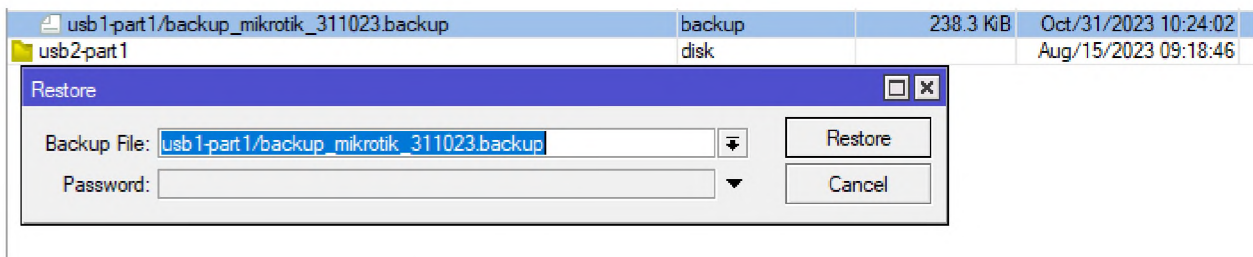 usb1-part1/backup_mikrotik_311023.backup backup 238.3 KiB Oct/31/2023 10:24:02
usb2-part1 disk Aug/15/2023 09:18:46
Restore
Backup File: usb1-part1/backup_mikrotik_311023.backup Restore
Password: Cancel